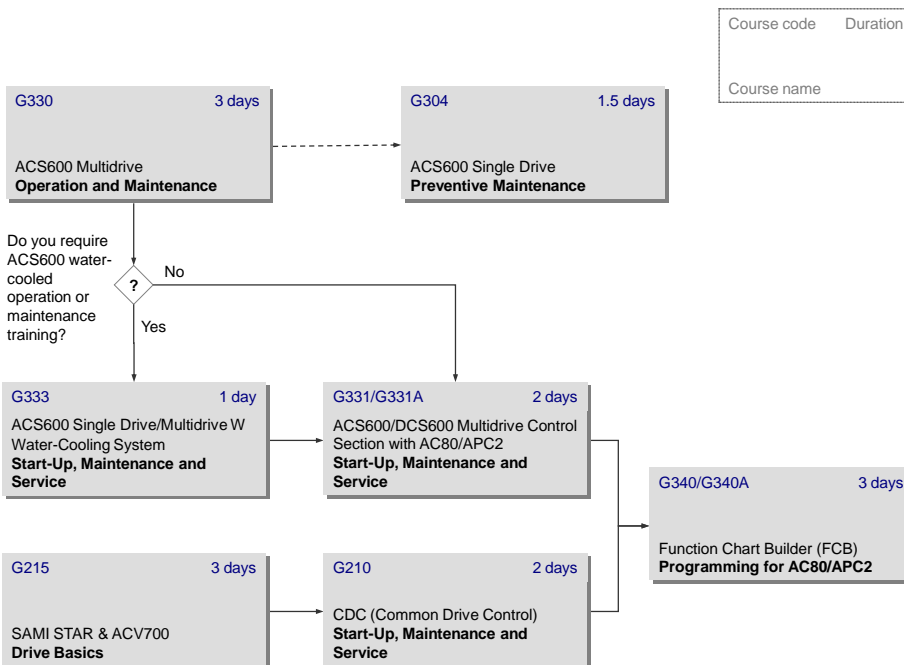 Course code Duration
Course name
G330 3 days
ACS600 Multidrive
Operation and Maintenance
G304 1.5 days
ACS600 Single Drive
Preventive Maintenance
Do you require
ACS600 water-
cooled
operation or
maintenance
training?
?
No
Yes
G333 1 day
ACS600 Single Drive/Multidrive W
Water-Cooling System
Start-Up, Maintenance and
Service
G331/G331A 2 days
ACS600/DCS600 Multidrive Control
Section with AC80/APC2
Start-Up, Maintenance and
Service
G340/G340A 3 days
Function Chart Builder (FCB)
Programming for AC80/APC2
G215 3 days
SAMI STAR & ACV700
Drive Basics
G210 2 days
CDC (Common Drive Control)
Start-Up, Maintenance and
Service